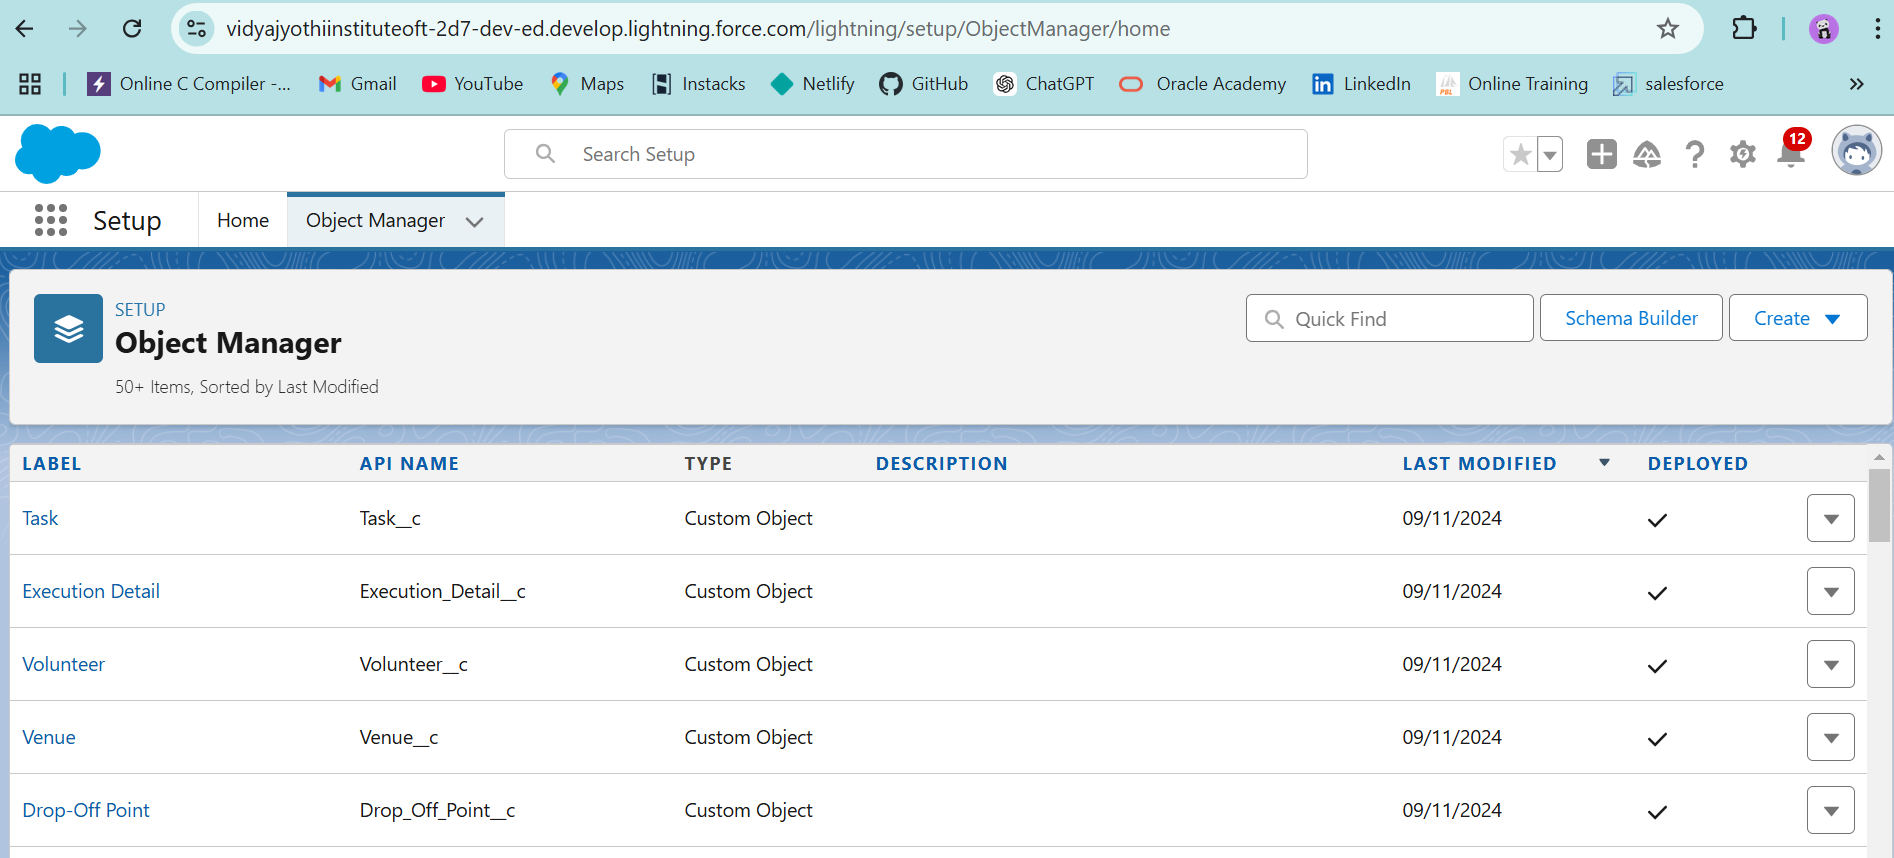 vidyajyothiinstituteoft-2d7-dev-ed.develop.lightning.force.com/lightning/setup/ObjectManager/home
Online C Compiler -... Gmail YouTube Maps Instacks Netlify GitHub ChatGPT Oracle Academy LinkedIn Online Training salesforce
Search Setup
12
Setup Home Object Manager
SETUP
Object Manager
50+ Items, Sorted by Last Modified
Quick Find Schema Builder Create
LABEL API NAME TYPE DESCRIPTION LAST MODIFIED DEPLOYED
Task Task__c Custom Object 09/11/2024
Execution Detail Execution_Detail__c Custom Object 09/11/2024
Volunteer Volunteer__c Custom Object 09/11/2024
Venue Venue__c Custom Object 09/11/2024
Drop-Off Point Drop_Off_Point__c Custom Object 09/11/2024